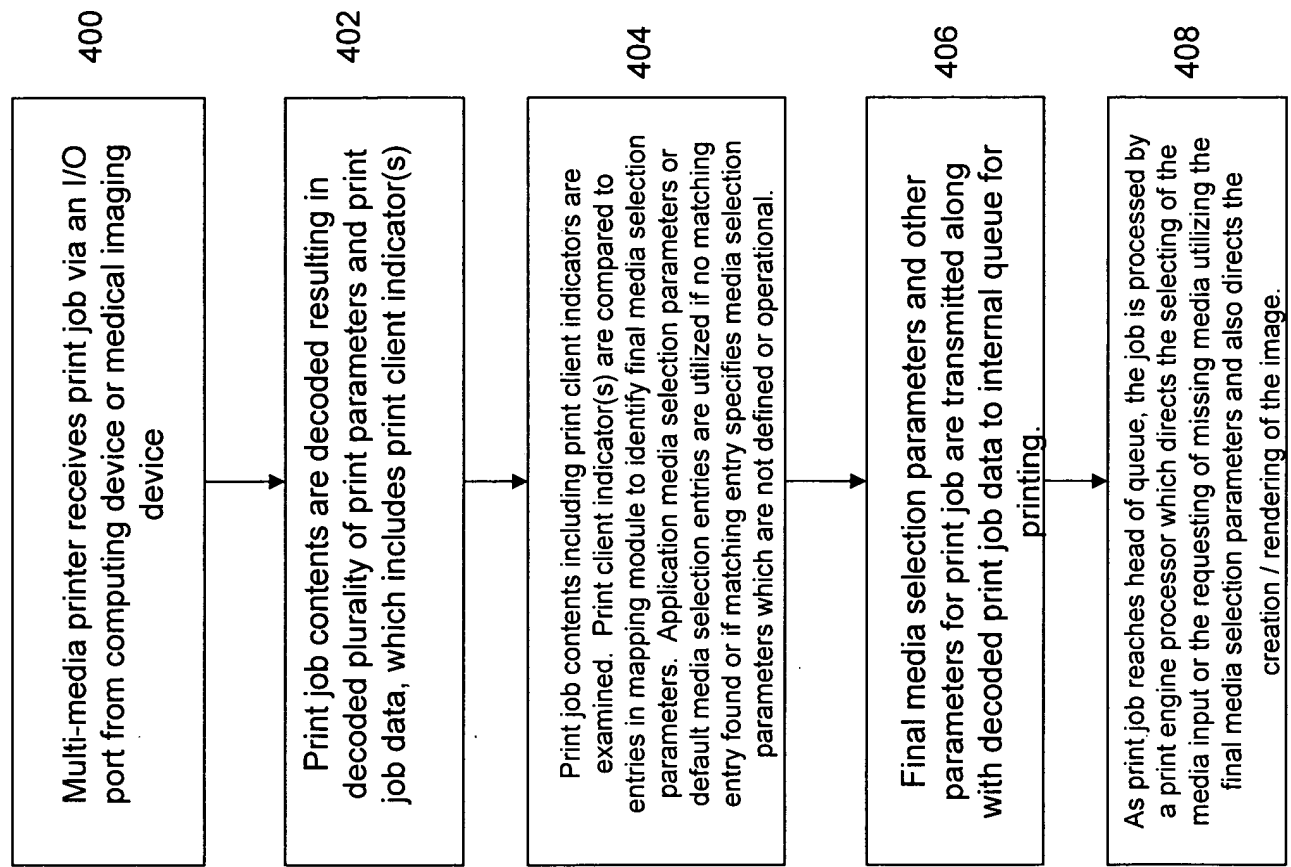 Multi-media printer receives print job via an I/O
port from computing device or medical imaging
device
400
Print job contents are decoded resulting in
decoded plurality of print parameters and print
job data, which includes print client indicator(s)
402
Print job contents including print client indicators are
examined. Print client indicator(s) are compared to
entries in mapping module to identify final media selection
parameters. Application media selection parameters or
default media selection entries are utilized if no matching
entry found or if matching entry specifies media selection
parameters which are not defined or operational.
404
Final media selection parameters and other
parameters for print job are transmitted along
with decoded print job data to internal queue for
printing.
406
As print job reaches head of queue, the job is processed by
a print engine processor which directs the selecting of the
media input or the requesting of missing media utilizing the
final media selection parameters and also directs the
creation / rendering of the image.
408